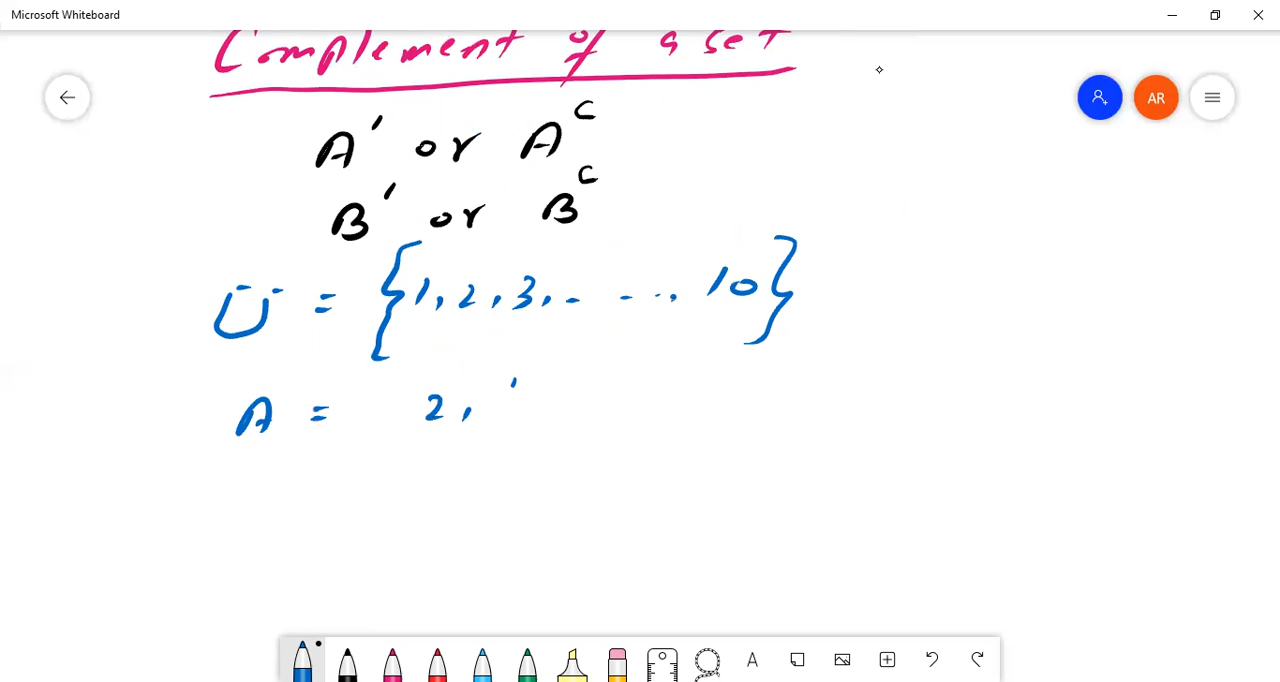 Microsoft Whiteboard
Complement of a set
A' or A^C
AR
B' or B^C
U = {1, 2, 3, . . . ., 10}
A = 2, '
A